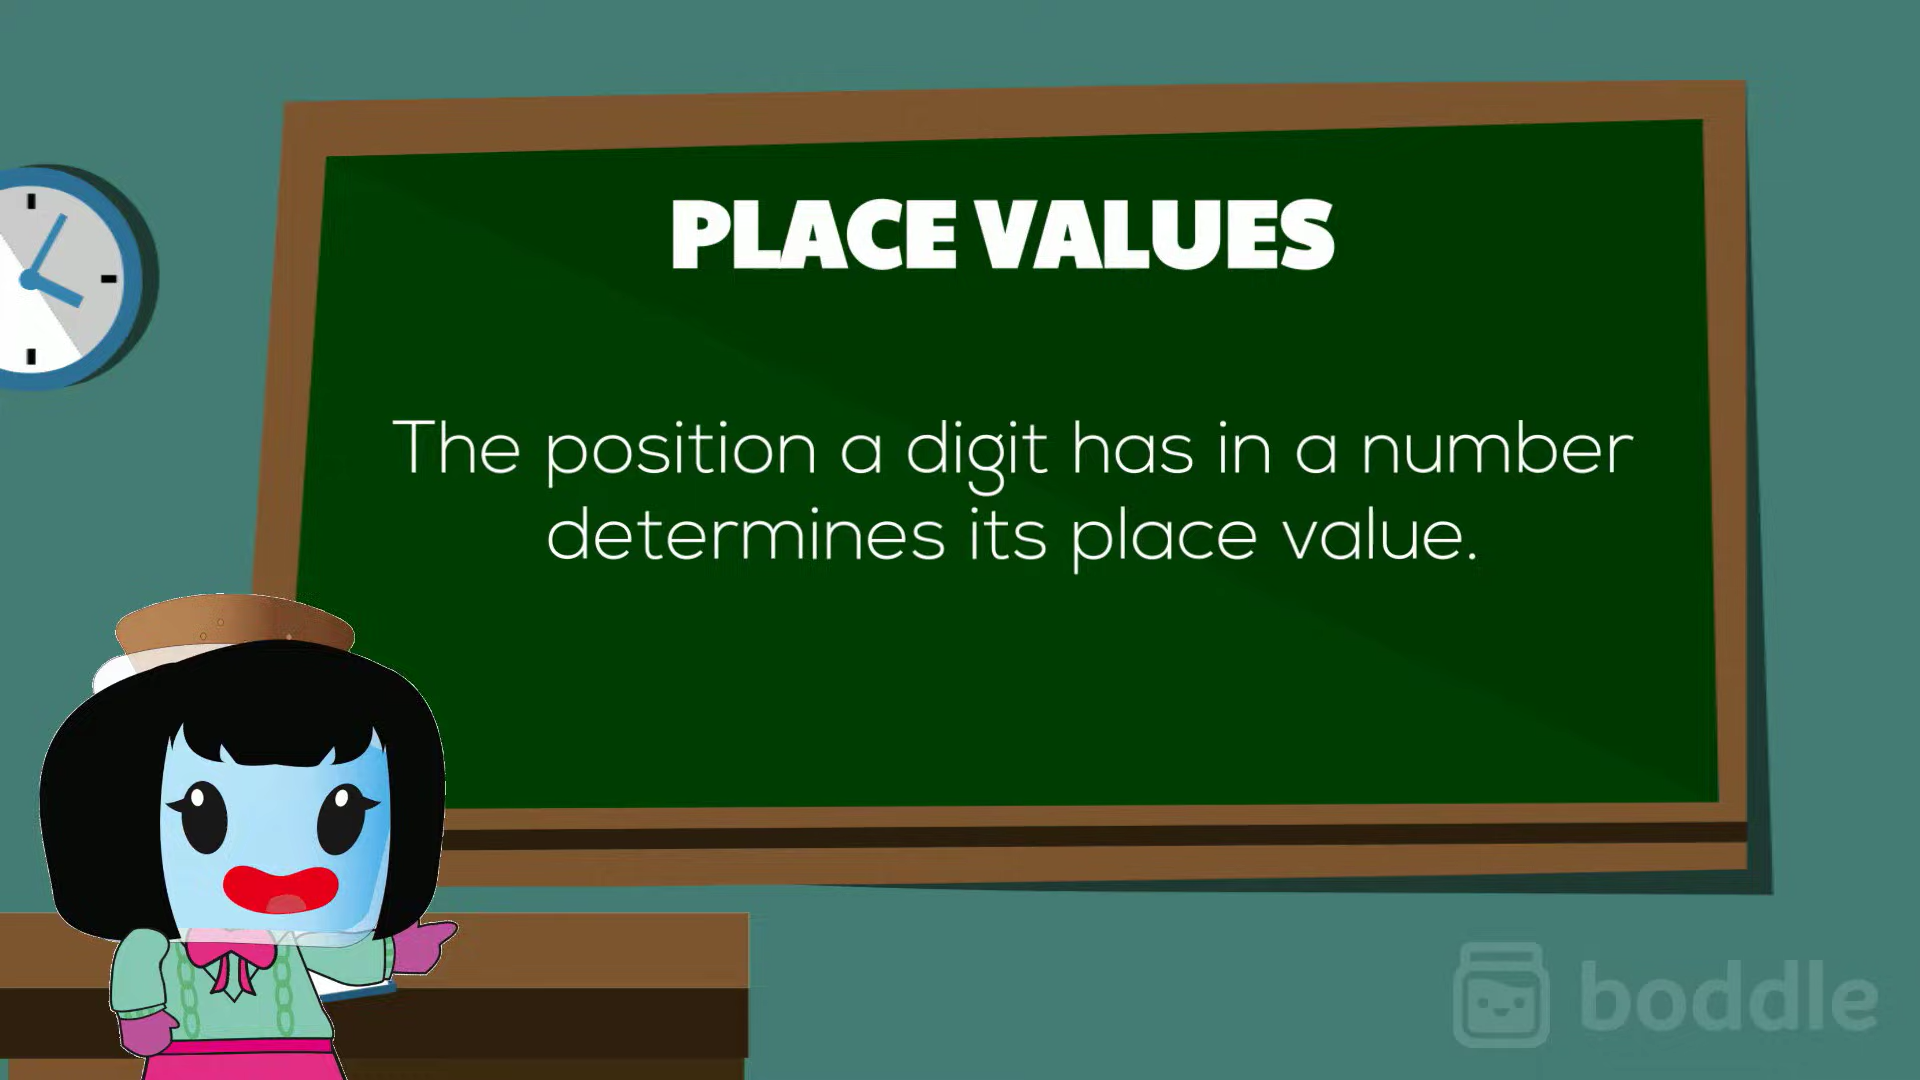 PLACE VALUES
The position a digit has in a number
determines its place value.
boddle